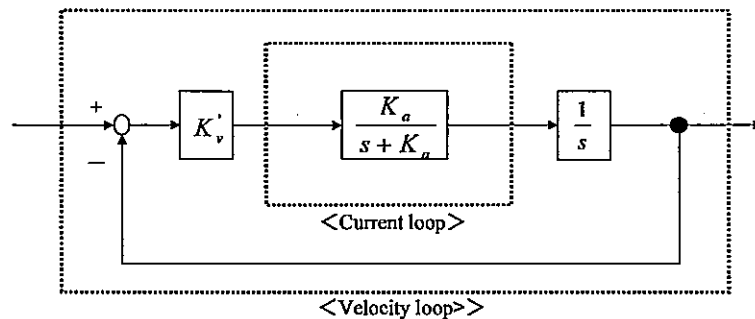 +
−
K'v
Ka
s + Ka
1
s
<Current loop>
<Velocity loop>>